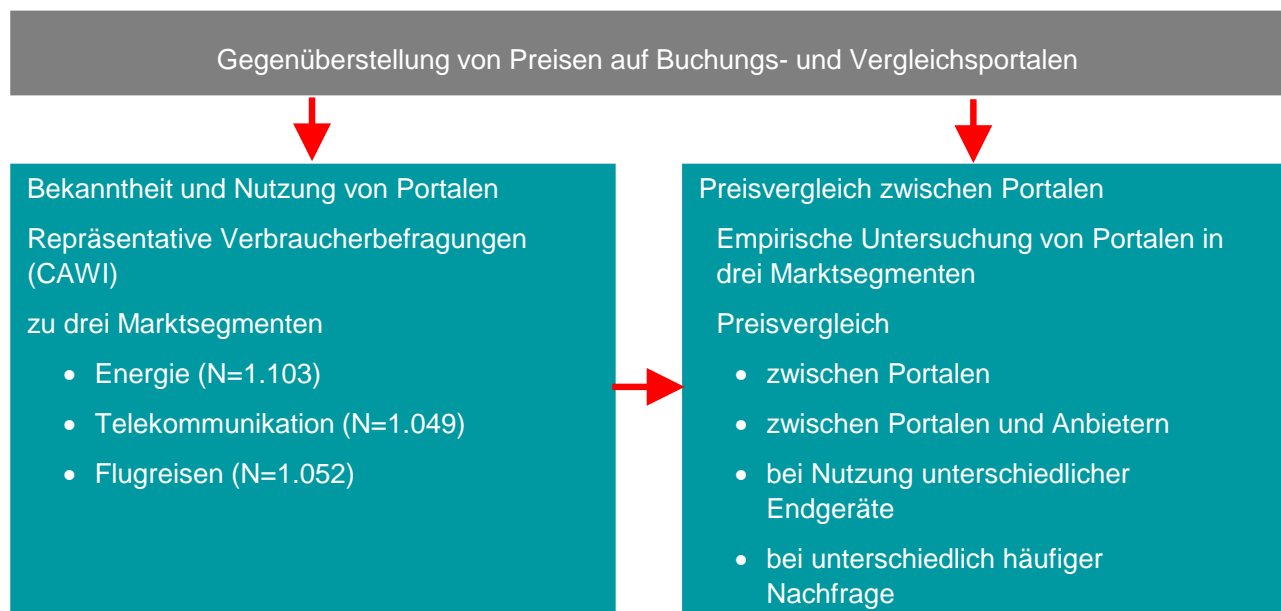 Gegenüberstellung von Preisen auf Buchungs- und Vergleichsportalen
Bekanntheit und Nutzung von Portalen
Repräsentative Verbraucherbefragungen
(CAWI)
zu drei Marktsegmenten
• Energie (N=1.103)
• Telekommunikation (N=1.049)
• Flugreisen (N=1.052)
Preisvergleich zwischen Portalen
Empirische Untersuchung von Portalen in
drei Marktsegmenten
Preisvergleich
• zwischen Portalen
• zwischen Portalen und Anbietern
• bei Nutzung unterschiedlicher
Endgeräte
• bei unterschiedlich häufiger
Nachfrage